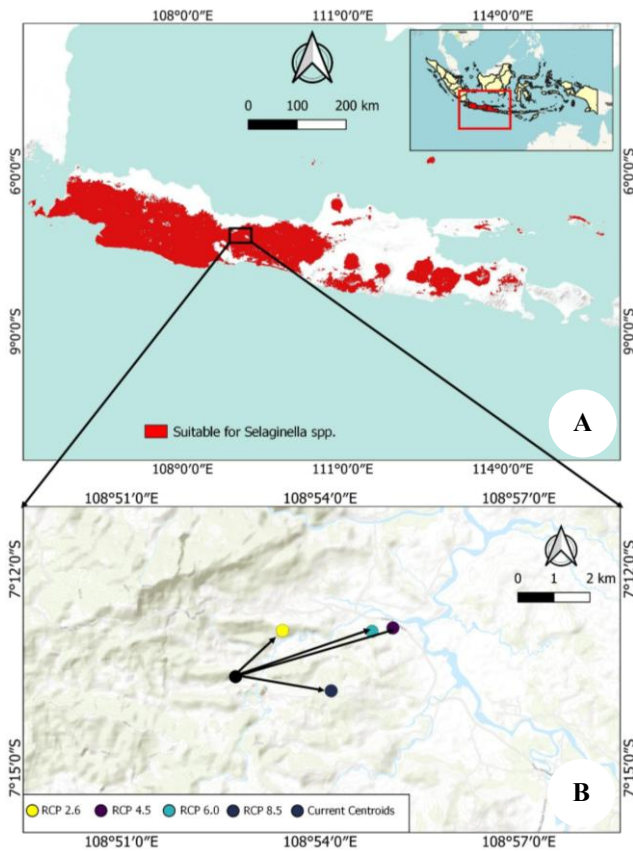 108°0′0″E 111°0′0″E 114°0′0″E
0 100 200 km
6°0′0″S 6°0′0″S
9°0′0″S 9°0′0″S
Suitable for Selaginella spp.
A
108°0′0″E 111°0′0″E 114°0′0″E
108°51′0″E 108°54′0″E 108°57′0″E
7°12′0″S 7°12′0″S
0 1 2 km
7°15′0″S 7°15′0″S
RCP 2.6 RCP 4.5 RCP 6.0 RCP 8.5 Current Centroids
B
108°51′0″E 108°54′0″E 108°57′0″E